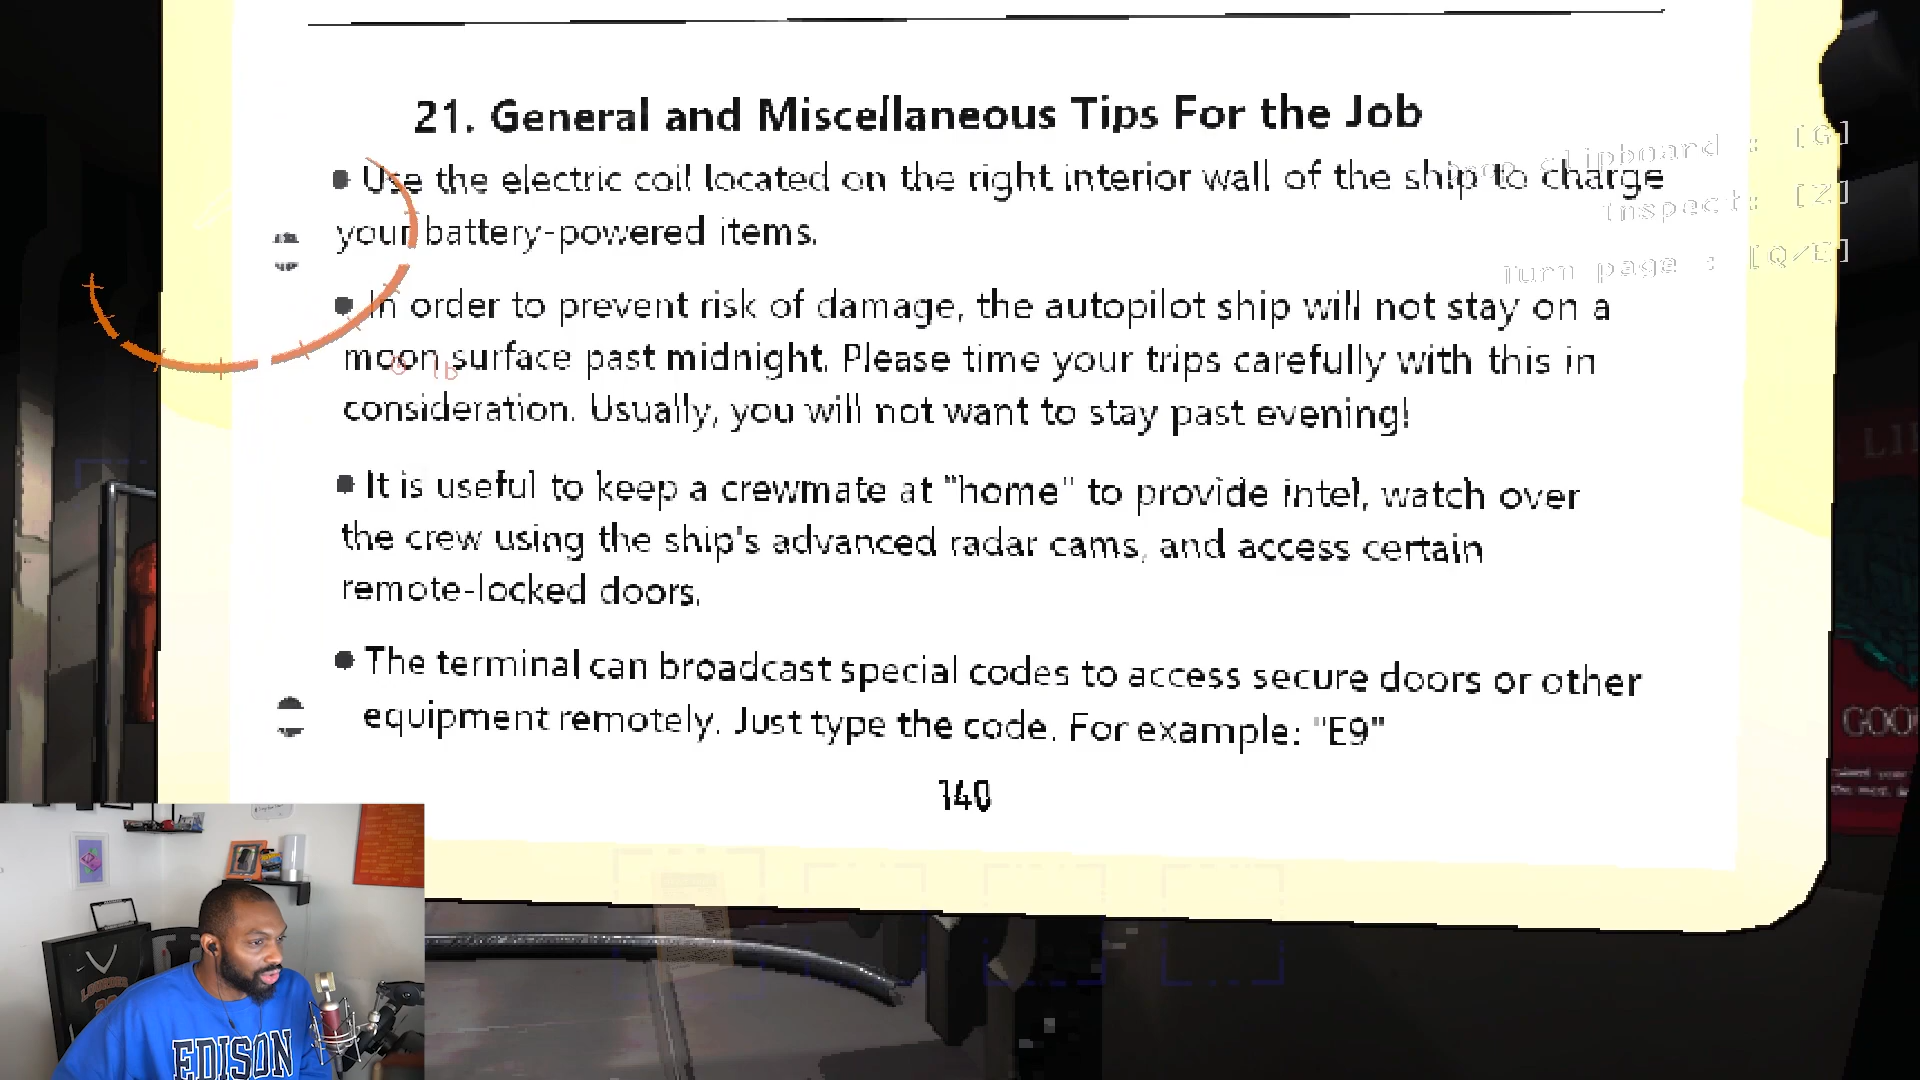 21. General and Miscellaneous Tips For the Job
Drop clipboard : [G]
• Use the electric coil located on the right interior wall of the ship to charge
Inspect: [Z]
your battery-powered items.
Turn page : [Q/E]
• In order to prevent risk of damage, the autopilot ship will not stay on a
moon surface past midnight. Please time your trips carefully with this in
0 lb
consideration. Usually, you will not want to stay past evening!
• It is useful to keep a crewmate at "home" to provide intel, watch over
the crew using the ship's advanced radar cams, and access certain
remote-locked doors.
• The terminal can broadcast special codes to access secure doors or other
equipment remotely. Just type the code. For example: "E9"
140
EDISON